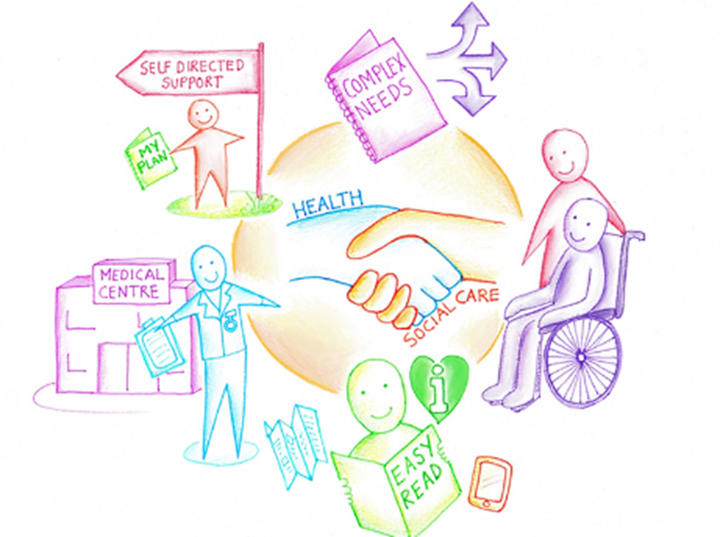 SELF DIRECTED
SUPPORT
MY
PLAN
COMPLEX
NEEDS
HEALTH
SOCIAL CARE
MEDICAL
CENTRE
i
EASY
READ